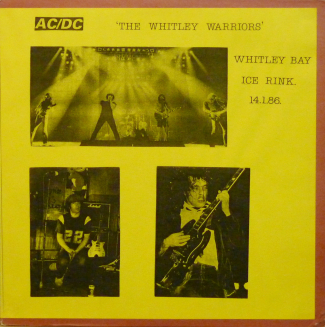 AC/DC 'THE WHITLEY WARRIORS'
WHITLEY BAY
ICE RINK.
14.1.86.
22